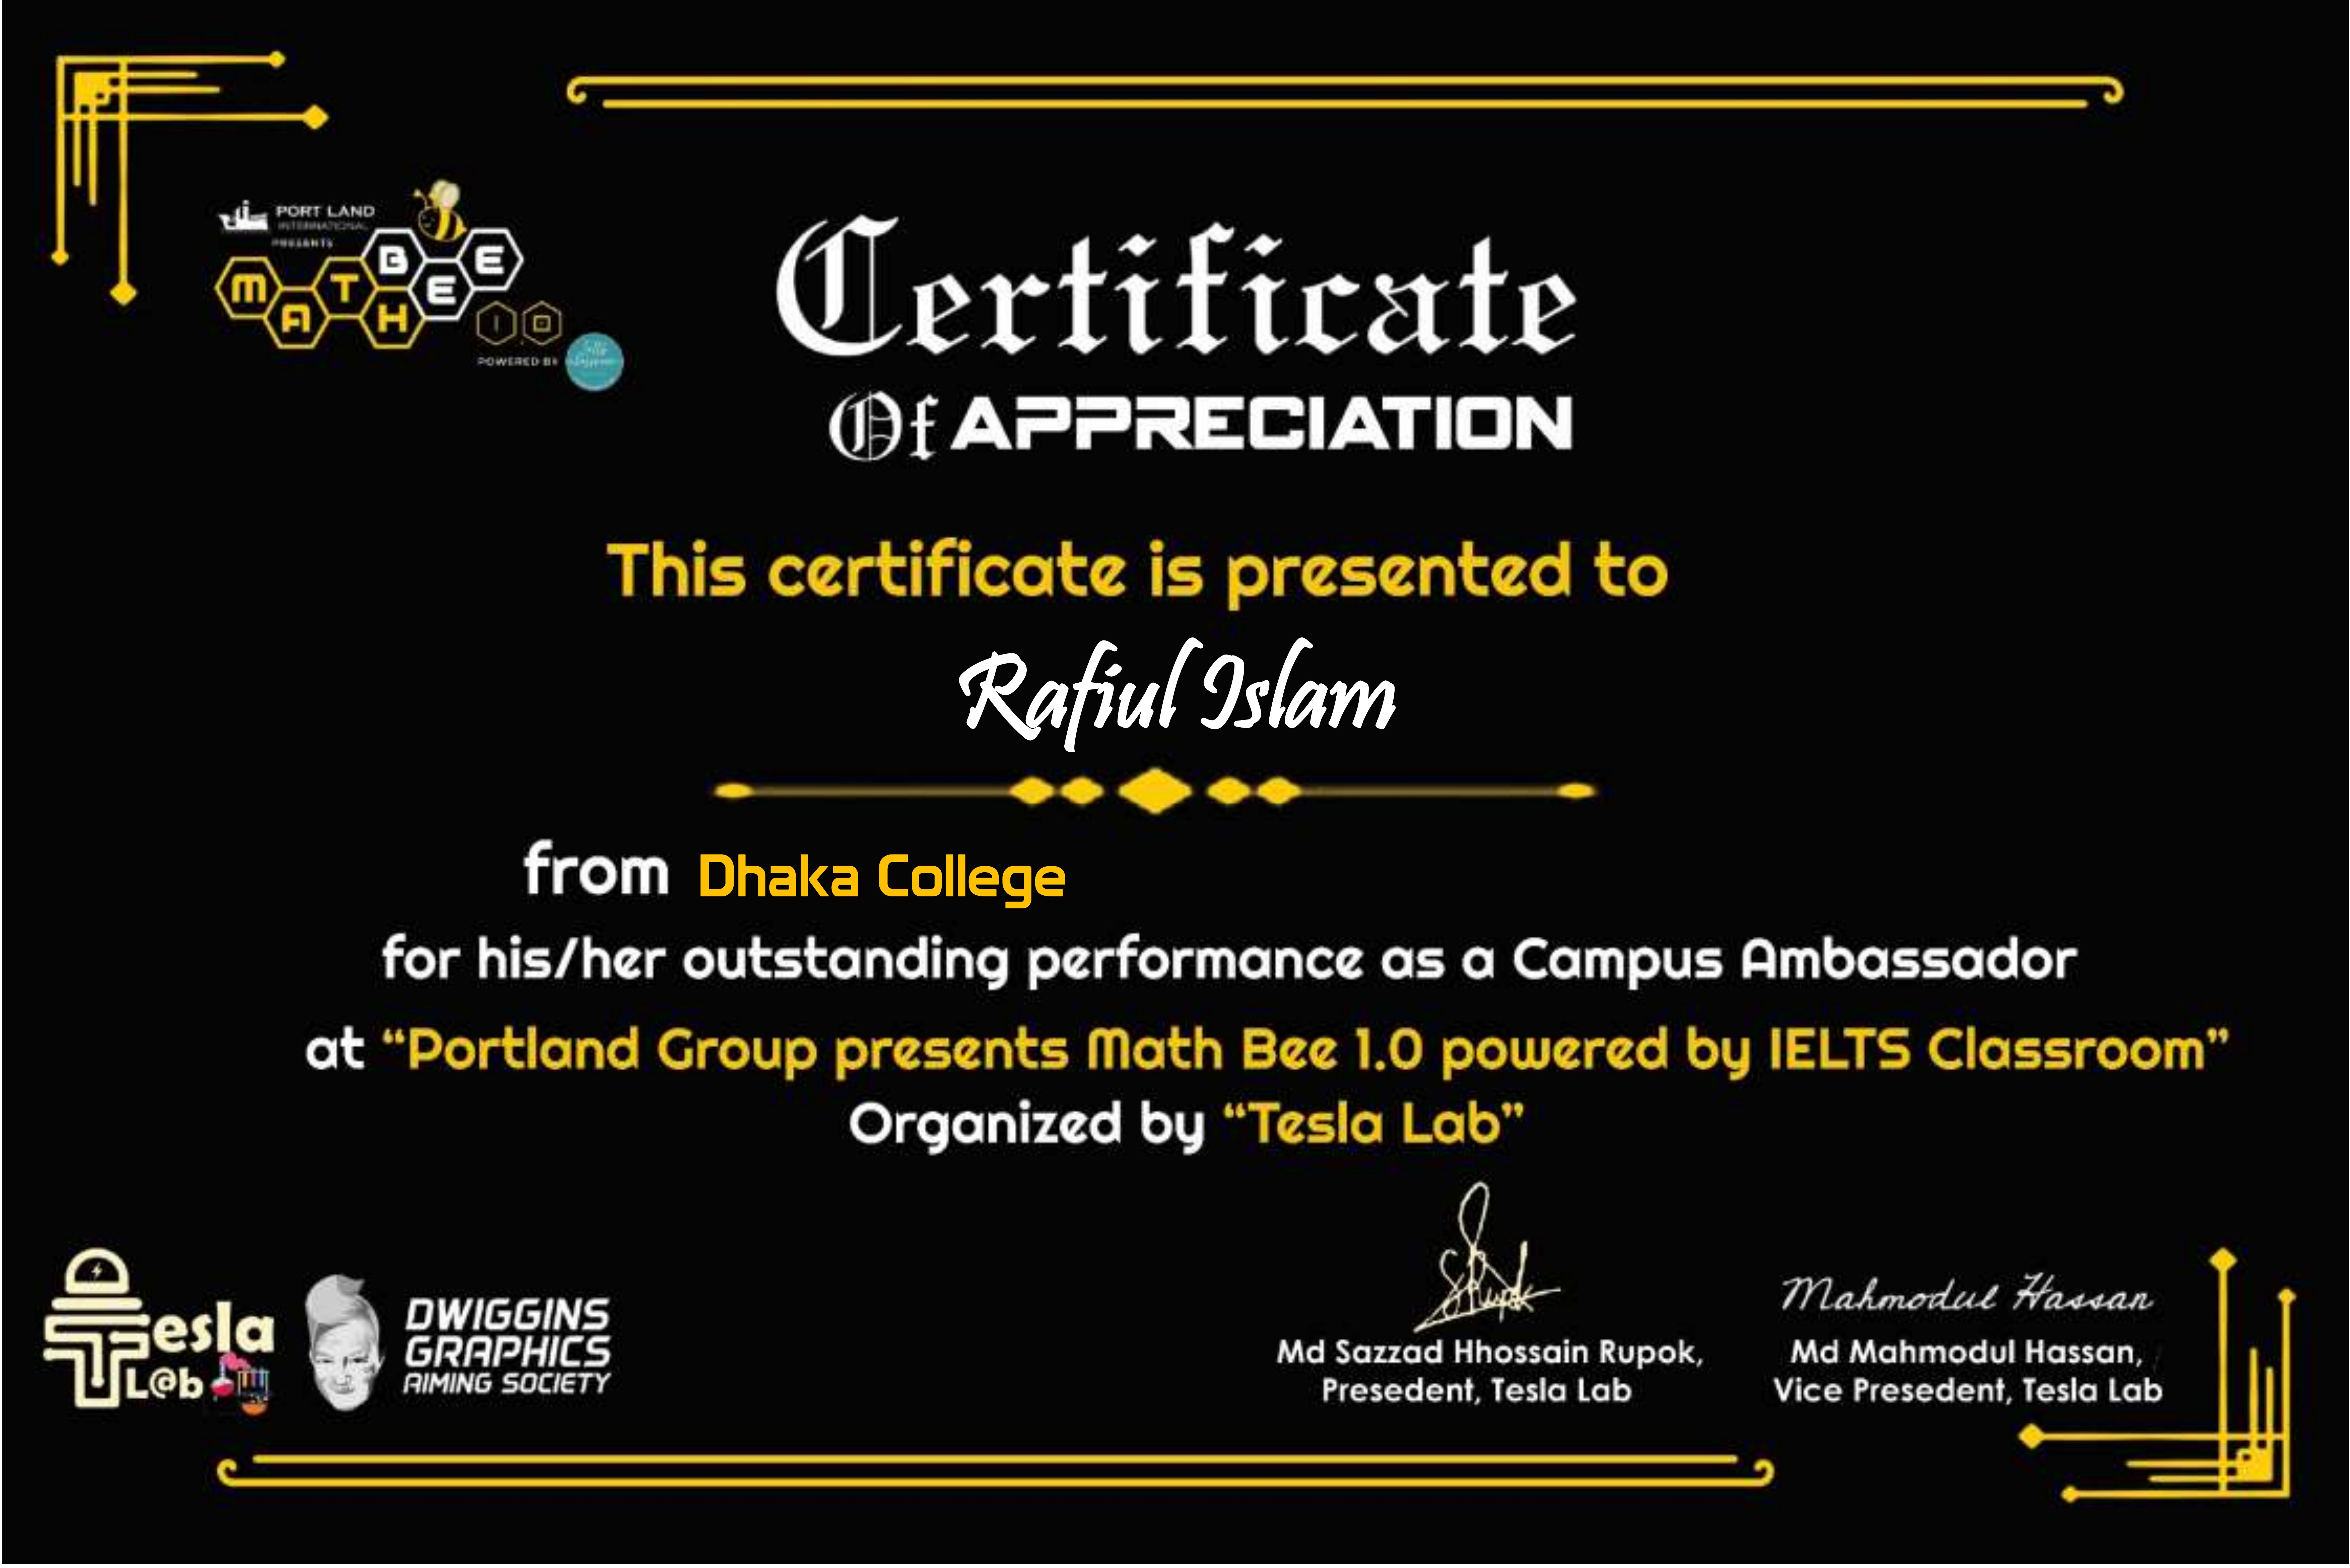 PORT LAND
INTERNATIONAL
PRESENTS
MATH BEE
1.0
POWERED BY
Certificate
Of APPRECIATION
This certificate is presented to
Rafiul Islam
from Dhaka College
for his/her outstanding performance as a Campus Ambassador
at “Portland Group presents Math Bee 1.0 powered by IELTS Classroom”
Organized by “Tesla Lab”
Tesla
L@b
DWIGGINS
GRAPHICS
AIMING SOCIETY
Mahmodul Hassan
Md Sazzad Hhossain Rupok,
Presedent, Tesla Lab
Md Mahmodul Hassan,
Vice Presedent, Tesla Lab